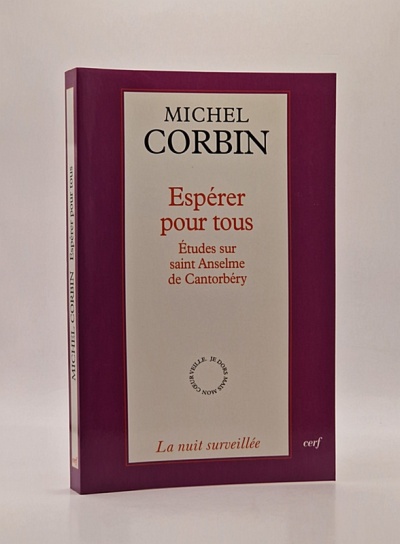 MICHEL
CORBIN
Espérer
pour tous
Études sur
saint Anselme
de Cantorbéry
JE DORS MAIS MON CŒUR VEILLE.
La nuit surveillée
cerf
MICHEL CORBIN Espérer pour tous